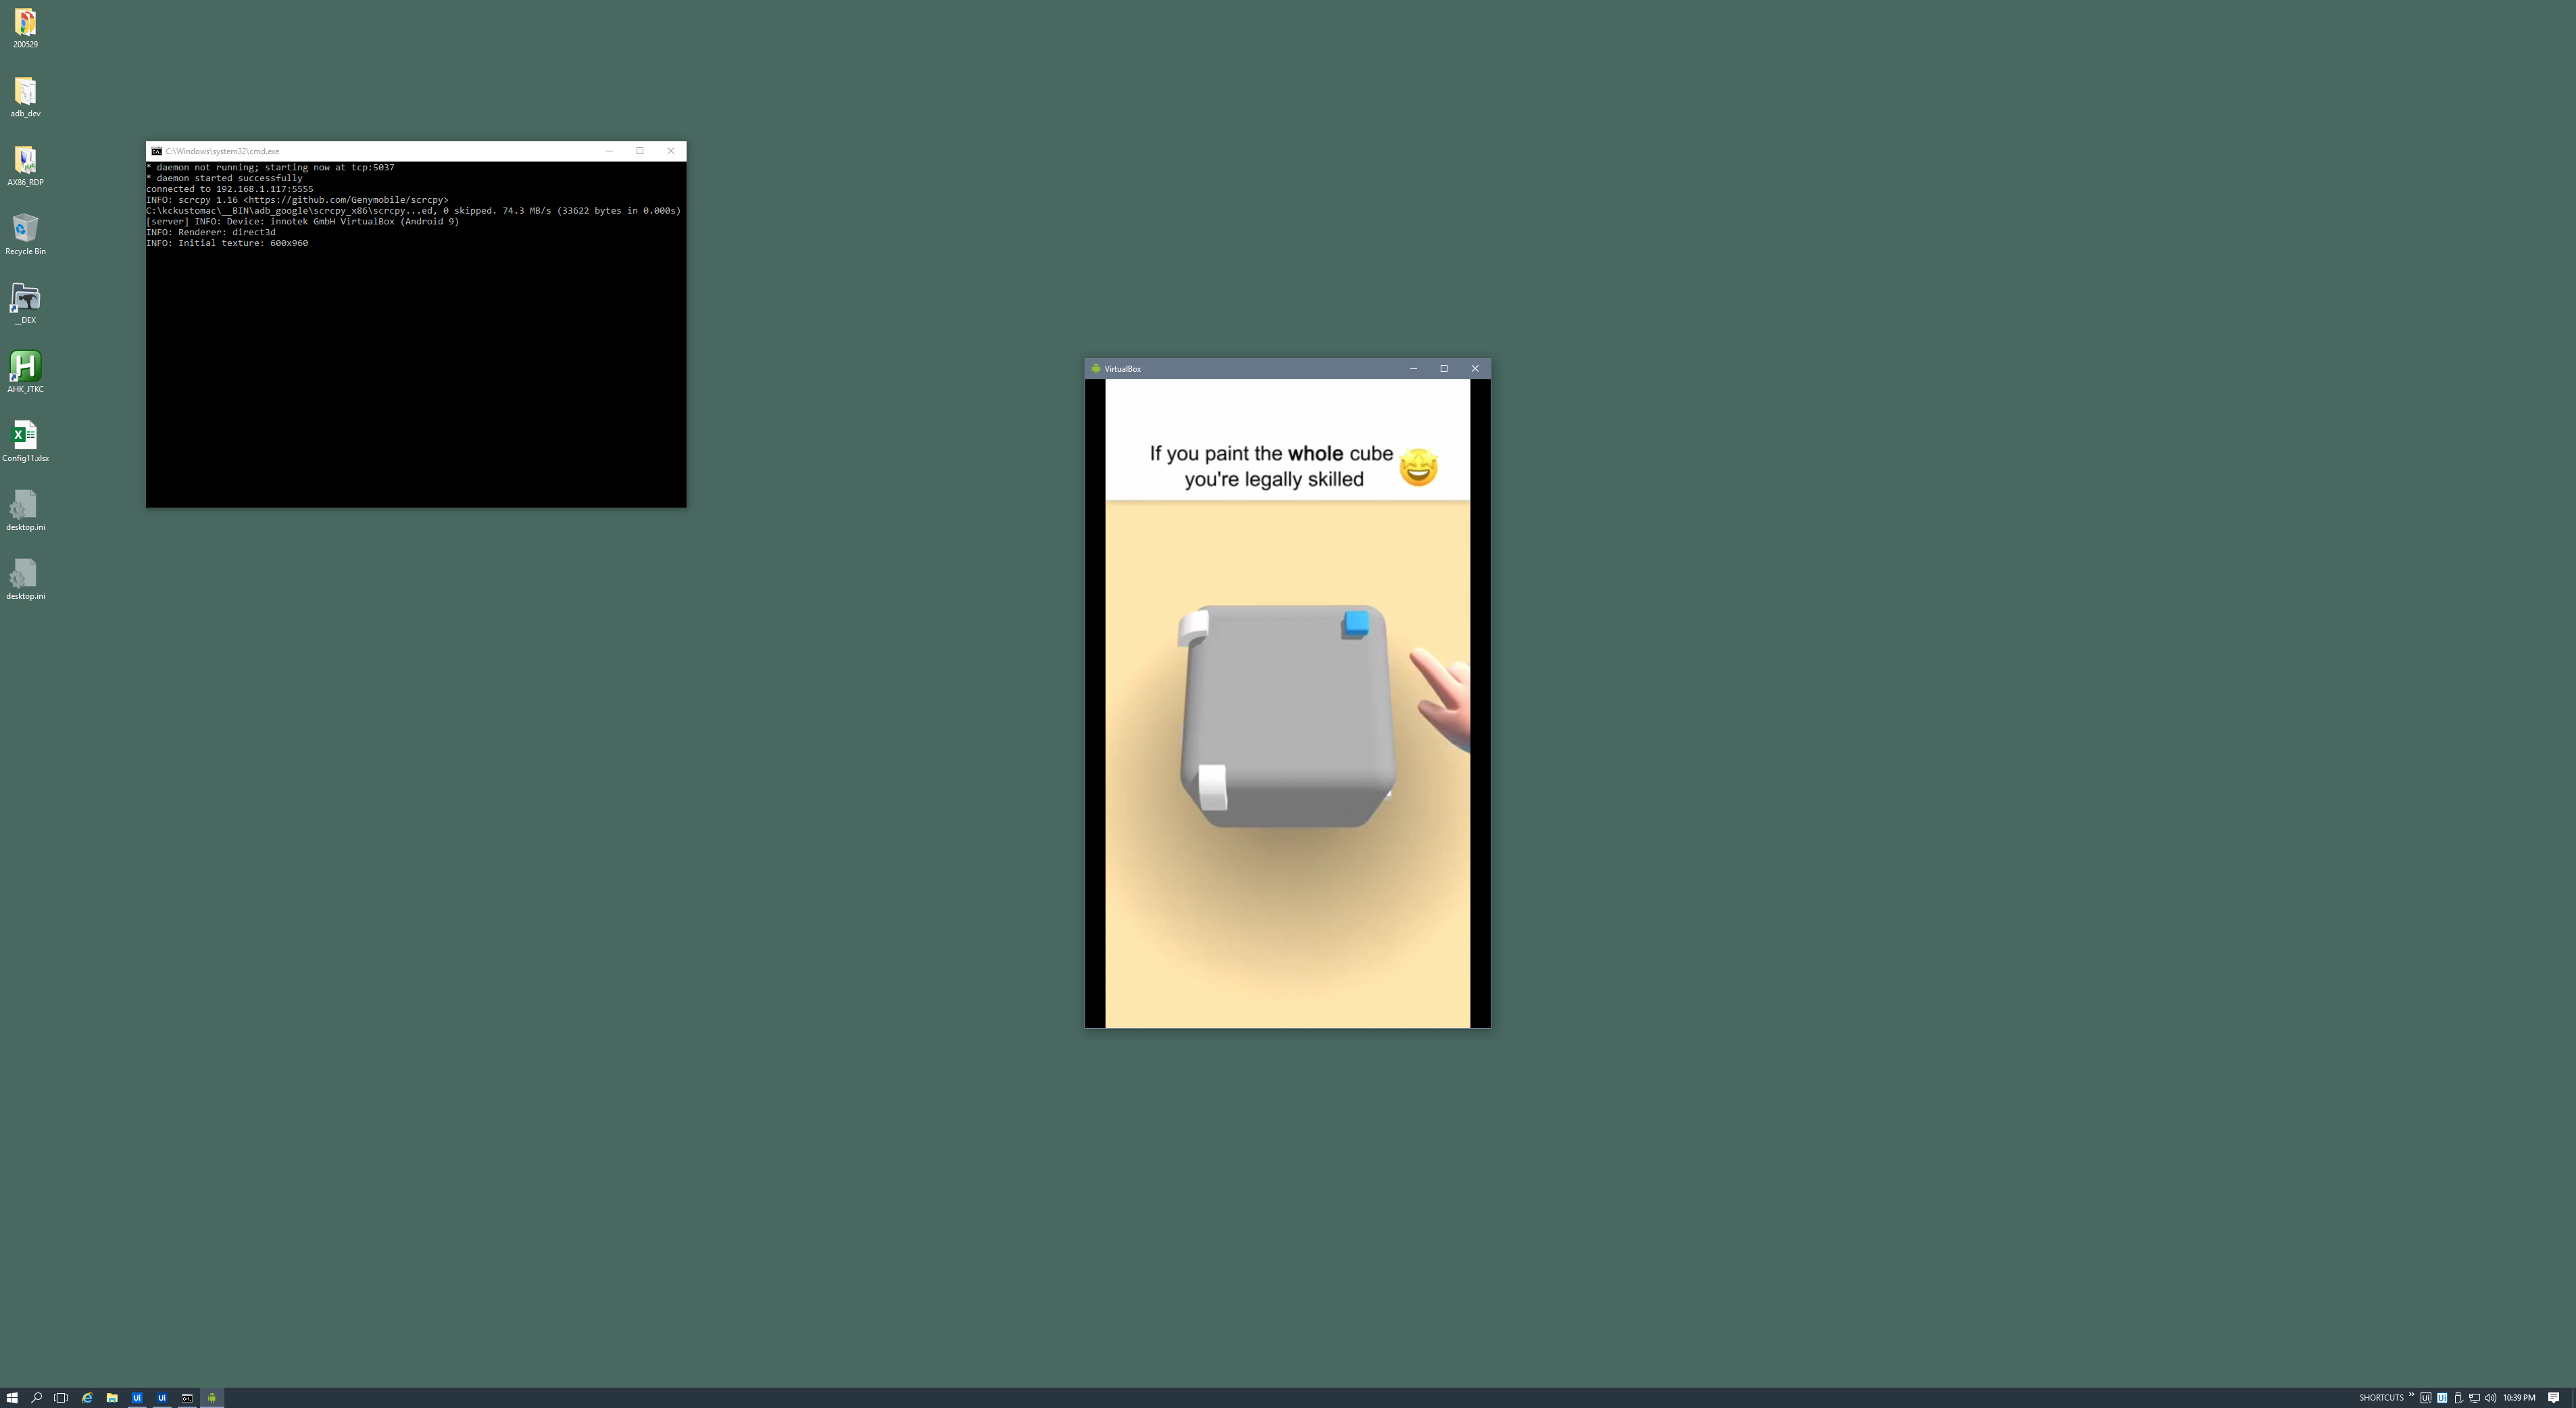 200529
adb_dev
AX86_RDP
Recycle Bin
__DEX
AHK_JTKC
Config11.xlsx
desktop.ini
desktop.ini
C:\Windows\system32\cmd.exe
* daemon not running; starting now at tcp:5037
* daemon started successfully
connected to 192.168.1.117:5555
INFO: scrcpy 1.16 <https://github.com/Genymobile/scrcpy>
C:\kckustomac\__BIN\adb_google\scrcpy_x86\scrcpy...ed, 0 skipped. 74.3 MB/s (33622 bytes in 0.000s)
[server] INFO: Device: innotek GmbH VirtualBox (Android 9)
INFO: Renderer: direct3d
INFO: Initial texture: 600x960
VirtualBox
If you paint the whole cube
you're legally skilled
Ui
Ui
SHORTCUTS
Ui
Ui
10:39 PM